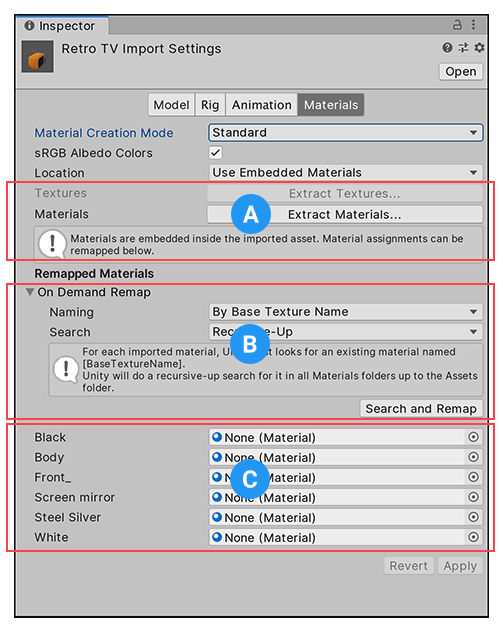 Inspector
Retro TV Import Settings
Open
Model Rig Animation Materials
Material Creation Mode Standard
sRGB Albedo Colors
Location Use Embedded Materials
Textures Extract Textures...
Materials A Extract Materials...
Materials are embedded inside the imported asset. Material assignments can be
remapped below.
Remapped Materials
On Demand Remap
Naming By Base Texture Name
Search B e-Up
For each imported material, looks for an existing material named
[BaseTextureName].
Unity will do a recursive-up search for it in all Materials folders up to the Assets
folder.
Search and Remap
Black None (Material)
Body None (Material)
Front_ C (Material)
Screen mirror None (Material)
Steel Silver None (Material)
White None (Material)
Revert Apply